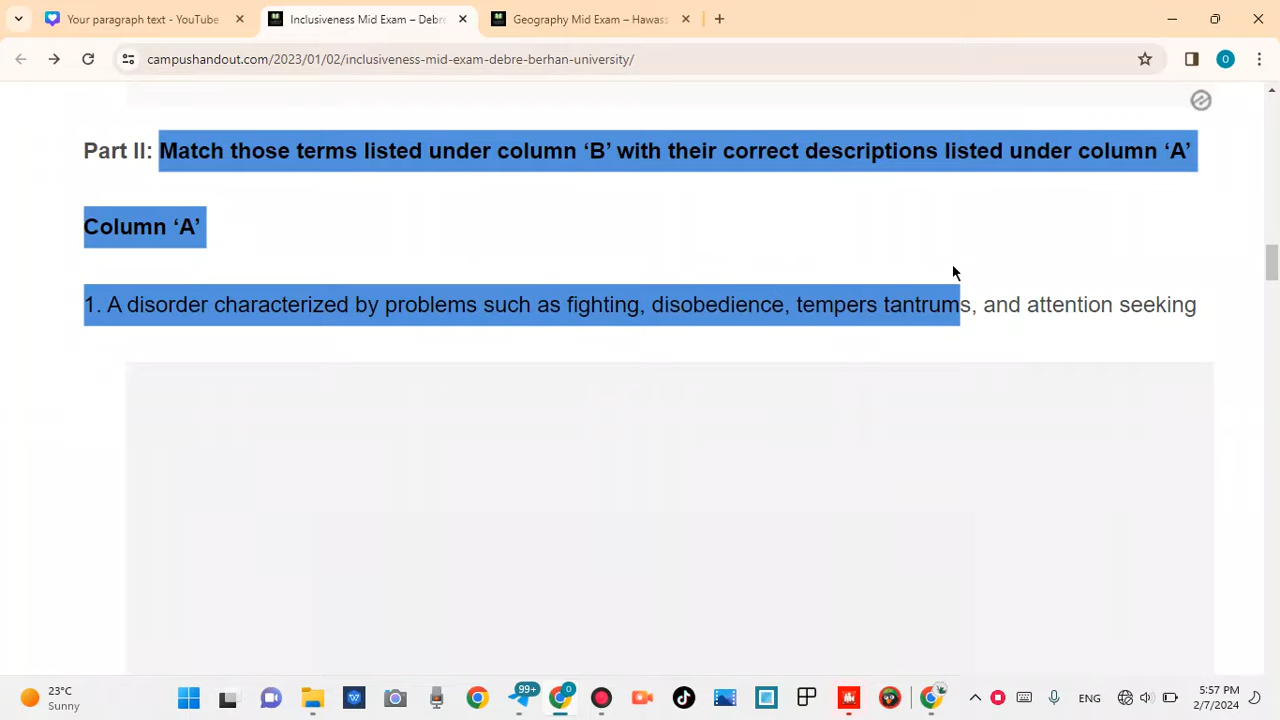 Your paragraph text - YouTube
Inclusiveness Mid Exam – Debre
Geography Mid Exam – Hawass
campushandout.com/2023/01/02/inclusiveness-mid-exam-debre-berhan-university/
O
Part II: Match those terms listed under column ‘B’ with their correct descriptions listed under column ‘A’
Column ‘A’
1. A disorder characterized by problems such as fighting, disobedience, tempers tantrums, and attention seeking
23°C
Sunny
99+
ENG
5:57 PM
2/7/2024